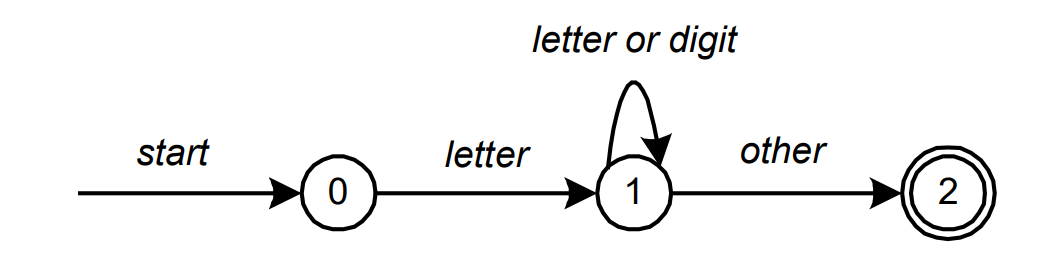 letter or digit
start
letter
other
0
1
2